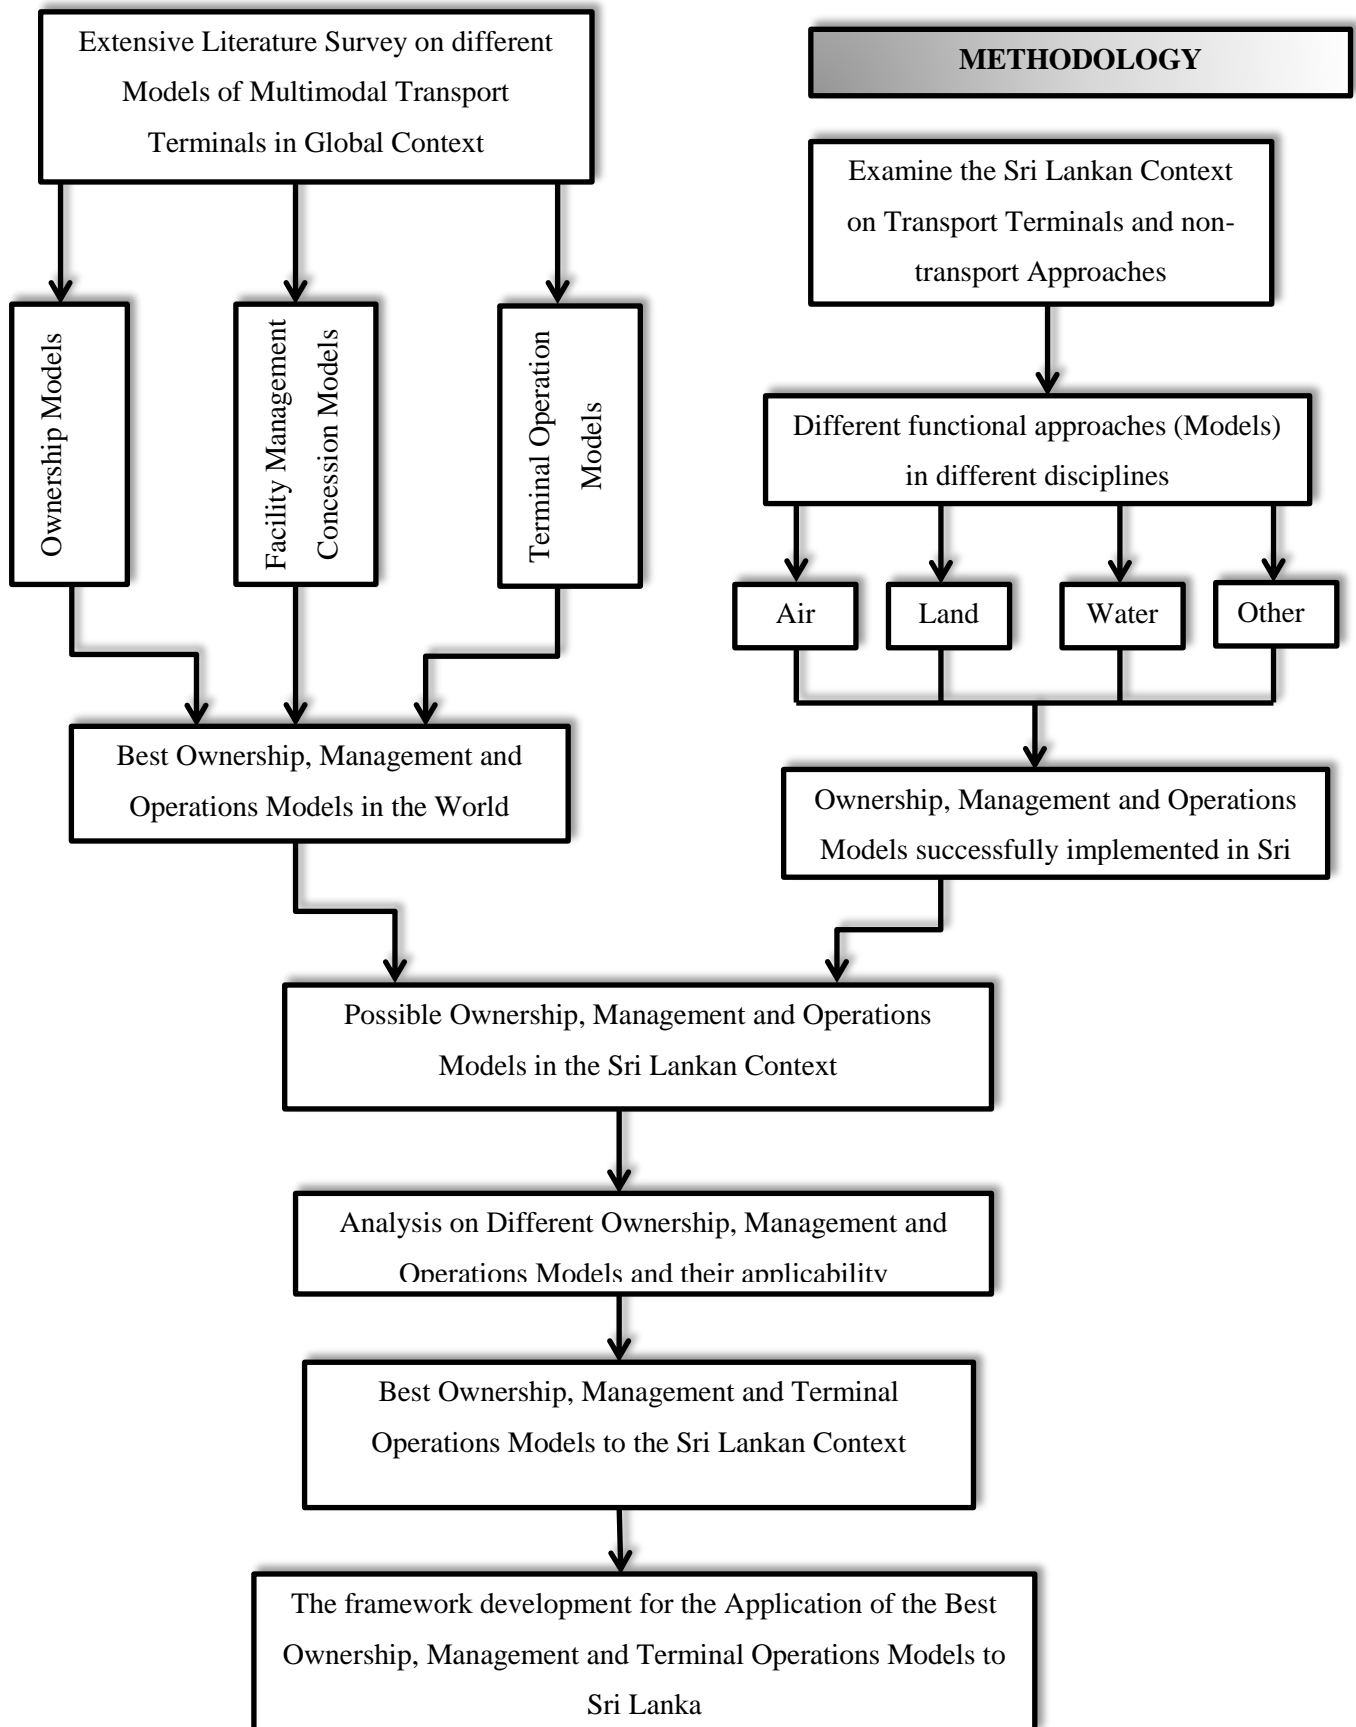 Extensive Literature Survey on different
Models of Multimodal Transport
Terminals in Global Context
METHODOLOGY
Examine the Sri Lankan Context
on Transport Terminals and non-
transport Approaches
Ownership Models
Facility Management
Concession Models
Terminal Operation
Models
Different functional approaches (Models)
in different disciplines
Air
Land
Water
Other
Best Ownership, Management and
Operations Models in the World
Ownership, Management and Operations
Models successfully implemented in Sri
Possible Ownership, Management and Operations
Models in the Sri Lankan Context
Analysis on Different Ownership, Management and
Operations Models and their applicability
Best Ownership, Management and Terminal
Operations Models to the Sri Lankan Context
The framework development for the Application of the Best
Ownership, Management and Terminal Operations Models to
Sri Lanka